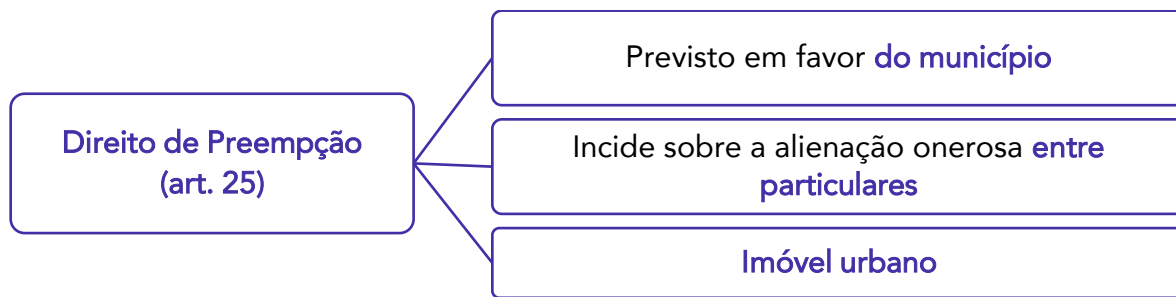 Direito de Preempção
(art. 25)
Previsto em favor do município
Incide sobre a alienação onerosa entre
particulares
Imóvel urbano